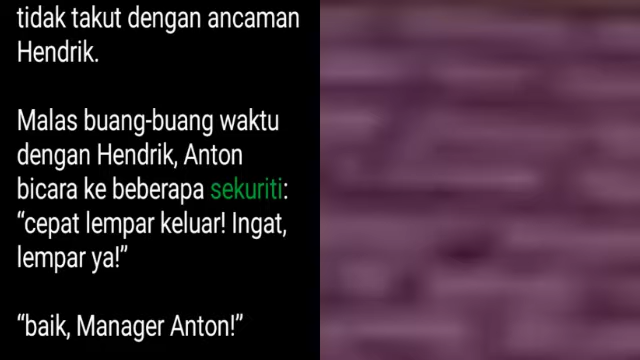 tidak takut dengan ancaman
Hendrik.
Malas buang-buang waktu
dengan Hendrik, Anton
bicara ke beberapa sekuriti:
“cepat lempar keluar! Ingat,
lempar ya!”
“baik, Manager Anton!”